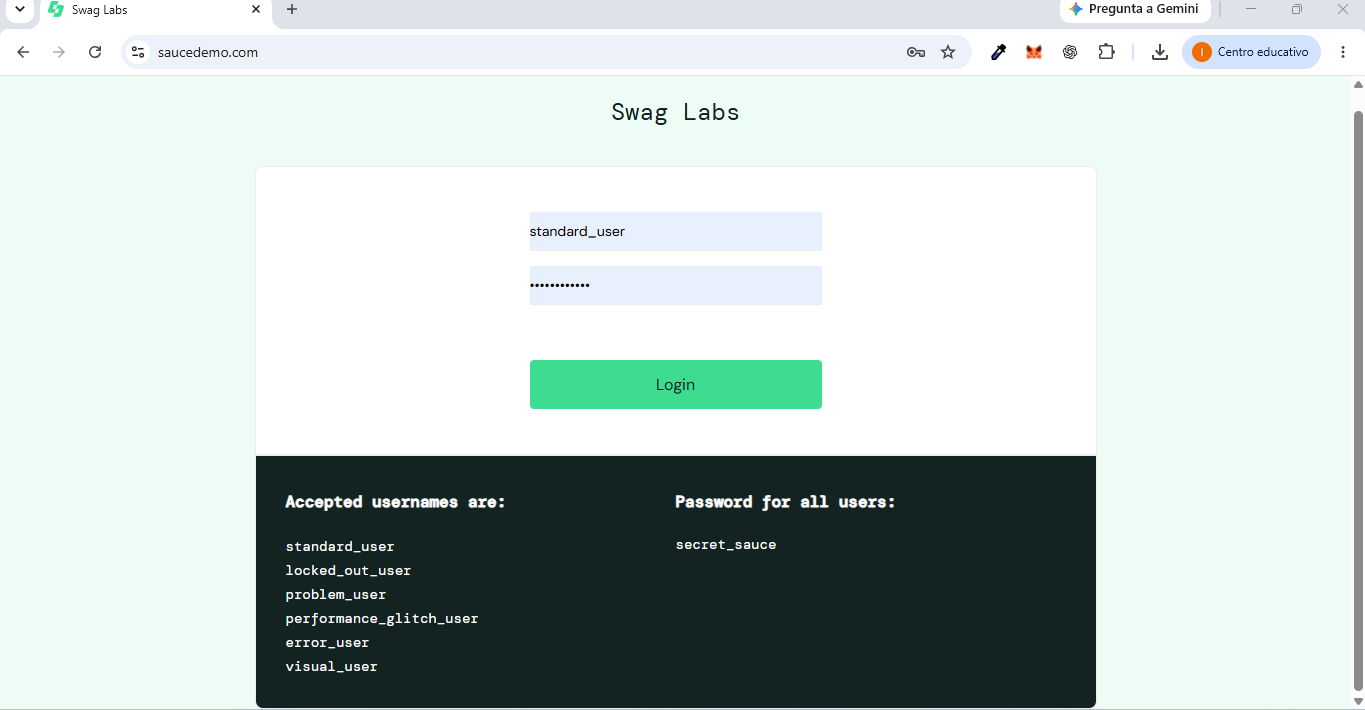 Swag Labs
Pregunta a Gemini
saucedemo.com
I
Centro educativo
Swag Labs
standard_user
••••••••••••
Login
Accepted usernames are:
standard_user
locked_out_user
problem_user
performance_glitch_user
error_user
visual_user
Password for all users:
secret_sauce